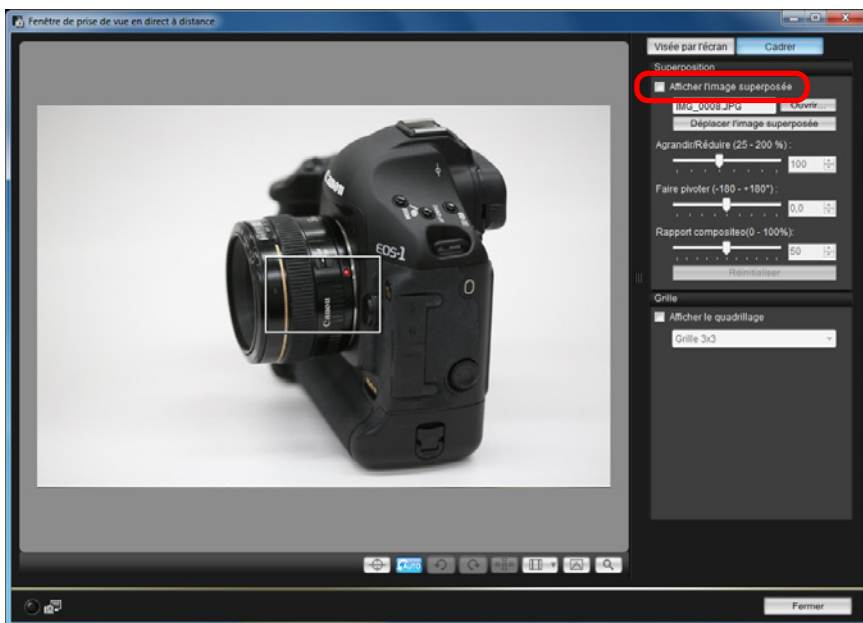 Fenêtre de prise de vue en direct à distance
Visée par l'écran Cadrer
Superposition
Afficher l'image superposée
IMG_0008.JPG Ouvrir...
Déplacer l'image superposée
Agrandir/Réduire (25 - 200 %) :
100
Faire pivoter (-180 - +180°) :
0,0
Rapport compositeo(0 - 100%):
50
Réinitialiser
Grille
Afficher le quadrillage
Grille 3x3
Canon
EOS-1
Canon
AUTO
Fermer